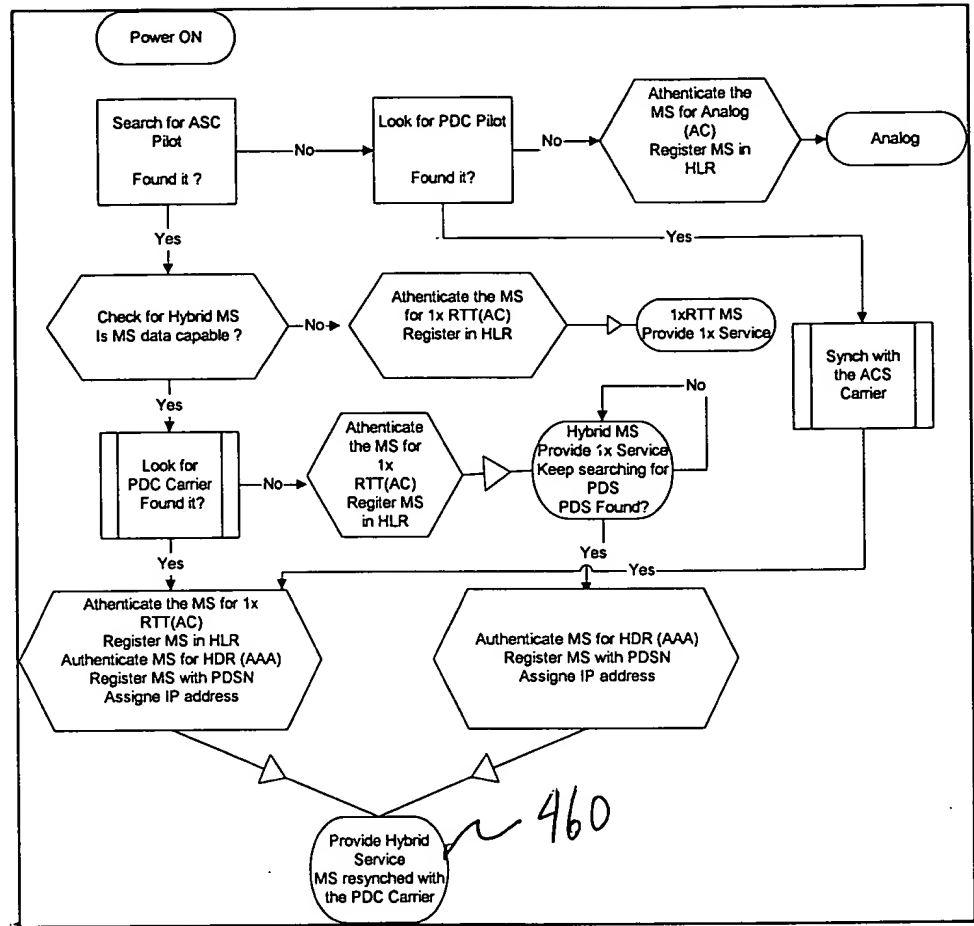 Power ON
Search for ASC
Pilot
Found it ?
No
Look for PDC Pilot
Found it?
No
Athenticate the
MS for Analog
(AC)
Register MS in
HLR
Analog
Yes
Yes
Check for Hybrid MS
Is MS data capable ?
No
Athenticate the MS
for 1x RTT(AC)
Register in HLR
1xRTT MS
Provide 1x Service
Synch with
the ACS
Carrier
Yes
No
Look for
PDC Carrier
Found it?
No
Athenticate
the MS for
1x
RTT(AC)
Regiter MS
in HLR
Hybrid MS
Provide 1x Service
Keep searching for
PDS
PDS Found?
Yes
Yes
Yes
Athenticate the MS for 1x
RTT(AC)
Register MS in HLR
Authenticate MS for HDR (AAA)
Register MS with PDSN
Assigne IP address
Authenticate MS for HDR (AAA)
Register MS with PDSN
Assigne IP address
Provide Hybrid
Service
MS resynched with
the PDC Carrier
460